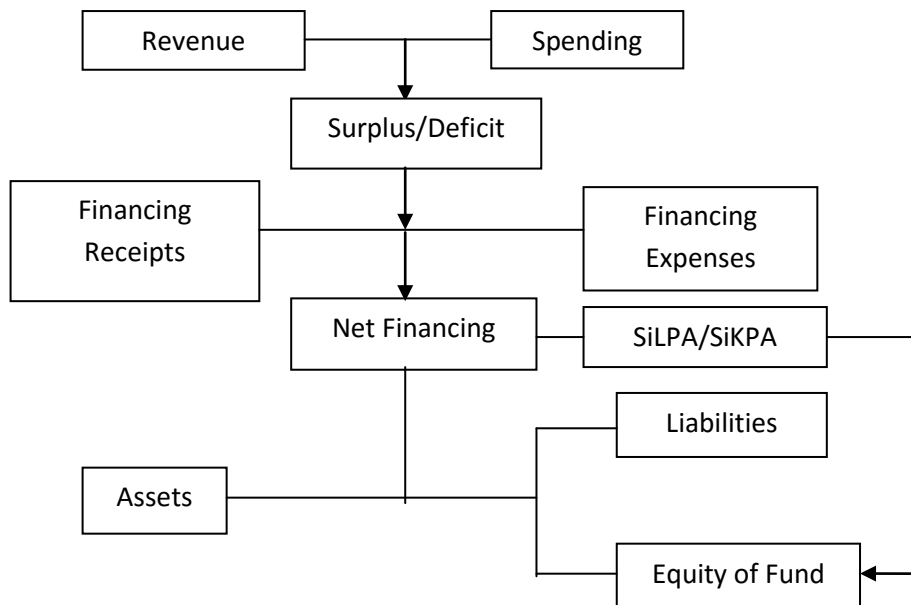 Revenue
Spending
Surplus/Deficit
Financing
Receipts
Financing
Expenses
Net Financing
SiLPA/SiKPA
Liabilities
Assets
Equity of Fund